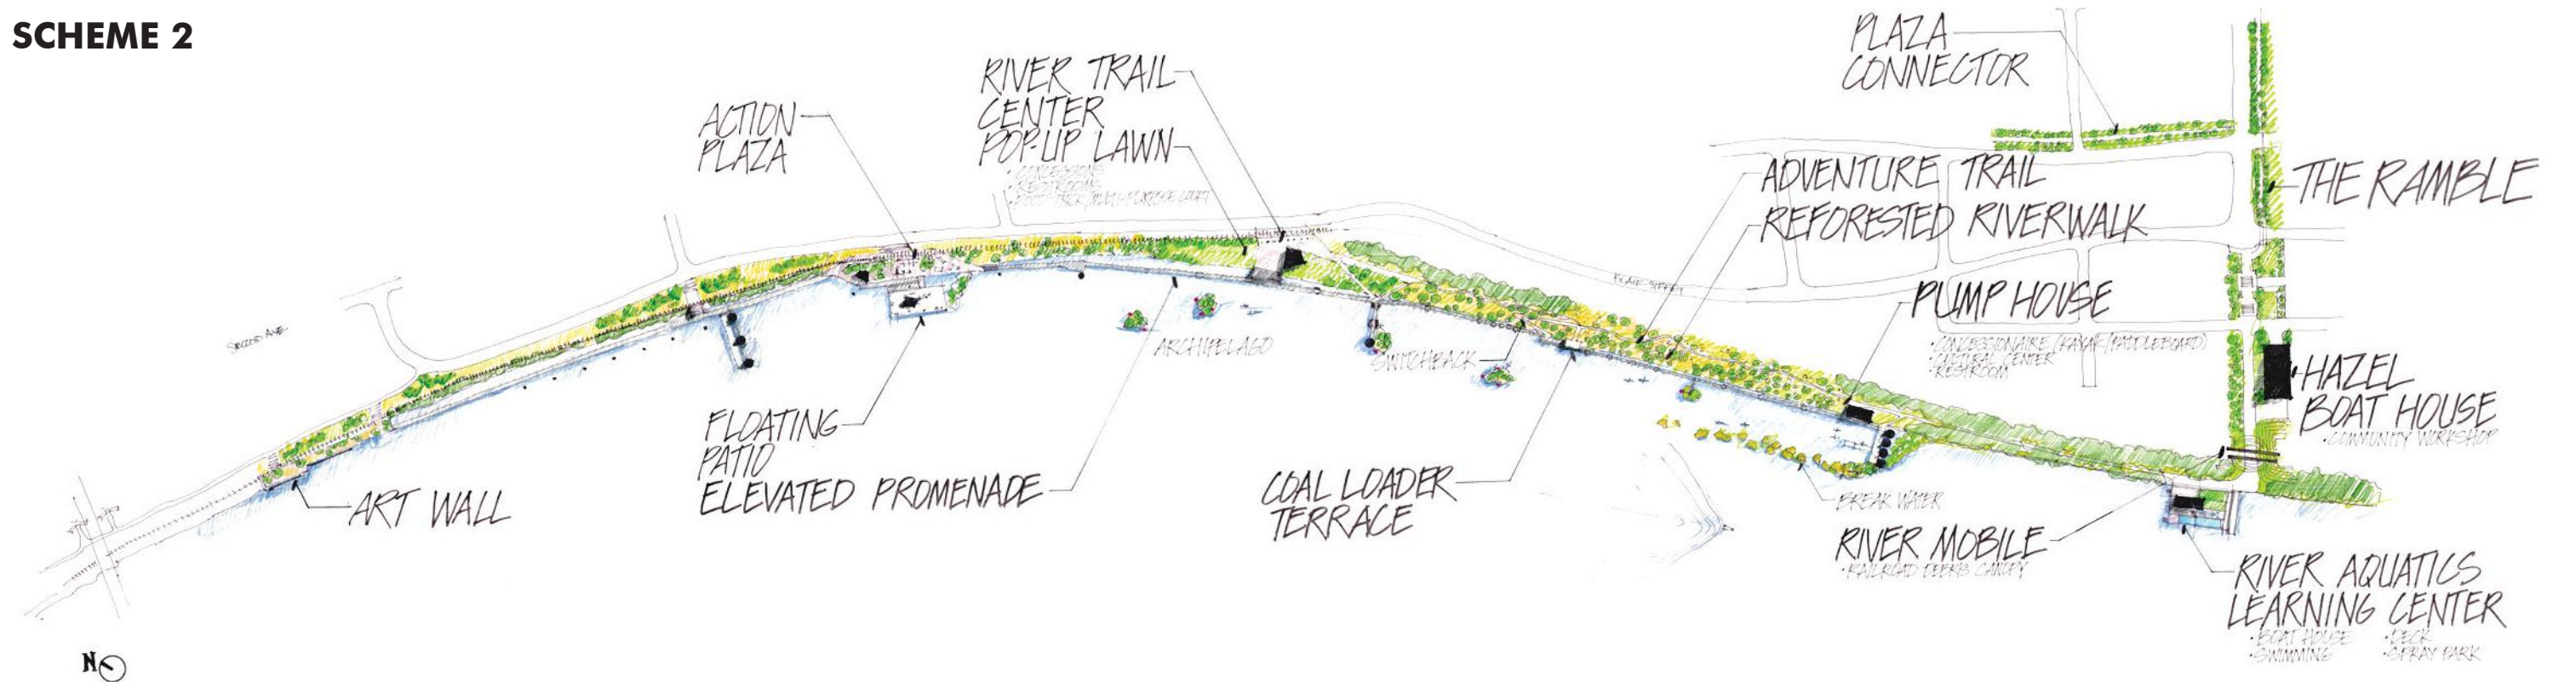 SCHEME 2
PLAZA
CONNECTOR
RIVER TRAIL
CENTER
POP-UP LAWN
• CONCESSIONS
• RESTROOMS
ACTION
PLAZA
ADVENTURE TRAIL
REFORESTED RIVERWALK
THE RAMBLE
PUMP HOUSE
• CONCESSIONAIRE (KAYAK/PADDLEBOARD)
• CULTURAL CENTER
• RESTROOM
SECOND AVE
ARCHIPELAGO
SWITCHBACK
HAZEL
BOAT HOUSE
• COMMUNITY WORKSHOP
FLOATING
PATIO
ELEVATED PROMENADE
ART WALL
COAL LOADER
TERRACE
BREAK WATER
RIVER MOBILE
• RAILROAD DEBRIS CANOPY
RIVER AQUATICS
LEARNING CENTER
• BOAT HOUSE • DECK
• SWIMMING • SPRAY PARK
N